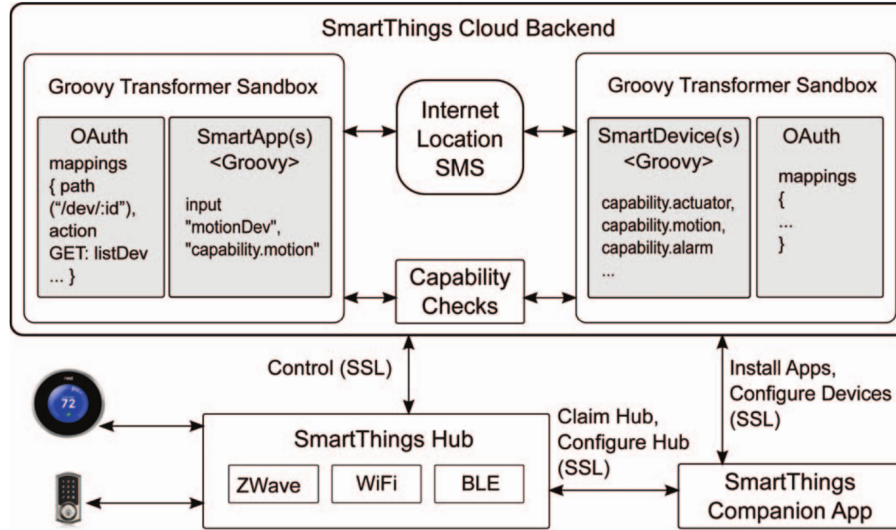 SmartThings Cloud Backend
Groovy Transformer Sandbox
OAuth
mappings
{ path
(“/dev/:id”),
action
GET: listDev
... }
SmartApp(s)
<Groovy>
input
"motionDev",
"capability.motion"
Internet
Location
SMS
Capability
Checks
Groovy Transformer Sandbox
SmartDevice(s)
<Groovy>
capability.actuator,
capability.motion,
capability.alarm
...
OAuth
mappings
{
...
}
Control (SSL)
Install Apps,
Configure Devices
(SSL)
nest
72
SmartThings Hub
ZWave
WiFi
BLE
Claim Hub,
Configure Hub
(SSL)
SmartThings
Companion App